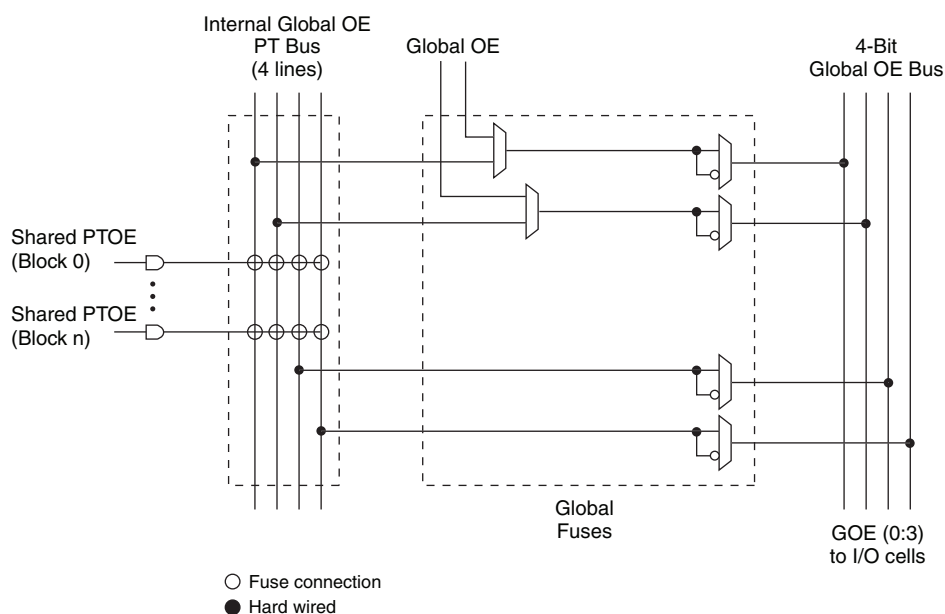 Internal Global OE
PT Bus
(4 lines)
Global OE
4-Bit
Global OE Bus
Shared PTOE
(Block 0)
Shared PTOE
(Block n)
Global
Fuses
GOE (0:3)
to I/O cells
Fuse connection
Hard wired